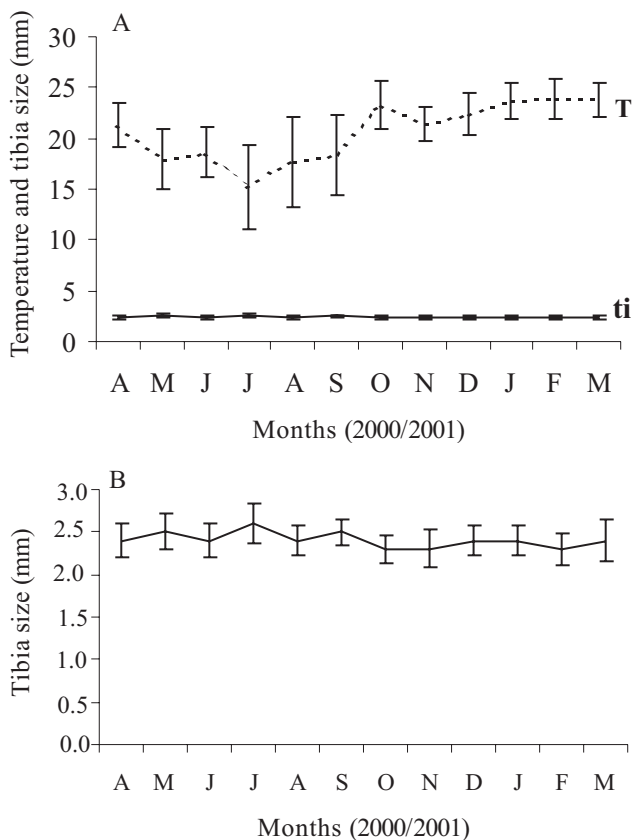 A
Temperature and tibia size (mm)
30
25
20
15
10
5
0
T
ti
A M J J A S O N D J F M
Months (2000/2001)
B
Tibia size (mm)
3.0
2.5
2.0
1.5
1.0
0.5
0.0
A M J J A S O N D J F M
Months (2000/2001)